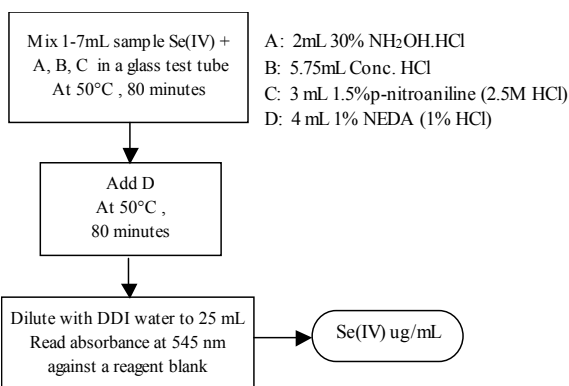 Mix 1-7mL sample Se(IV) +
A, B, C in a glass test tube
At 50°C , 80 minutes
A: 2mL 30% NH2OH.HCl
B: 5.75mL Conc. HCl
C: 3 mL 1.5%p-nitroaniline (2.5M HCl)
D: 4 mL 1% NEDA (1% HCl)
Add D
At 50°C ,
80 minutes
Dilute with DDI water to 25 mL
Read absorbance at 545 nm
against a reagent blank
Se(IV) ug/mL